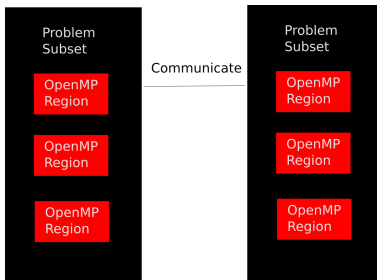 Problem
Subset
OpenMP
Region
OpenMP
Region
OpenMP
Region
Communicate
Problem
Subset
OpenMP
Region
OpenMP
Region
OpenMP
Region